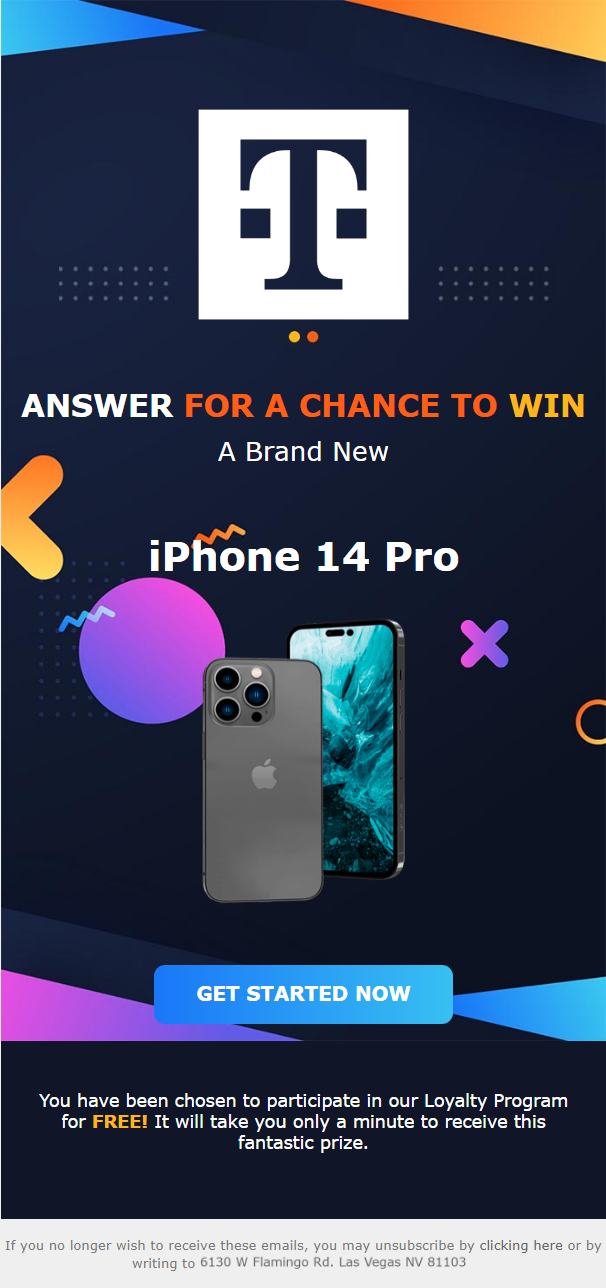 T
ANSWER FOR A CHANCE TO WIN
A Brand New
iPhone 14 Pro
GET STARTED NOW
You have been chosen to participate in our Loyalty Program
for FREE! It will take you only a minute to receive this
fantastic prize.
If you no longer wish to receive these emails, you may unsubscribe by clicking here or by
writing to 6130 W Flamingo Rd. Las Vegas NV 81103